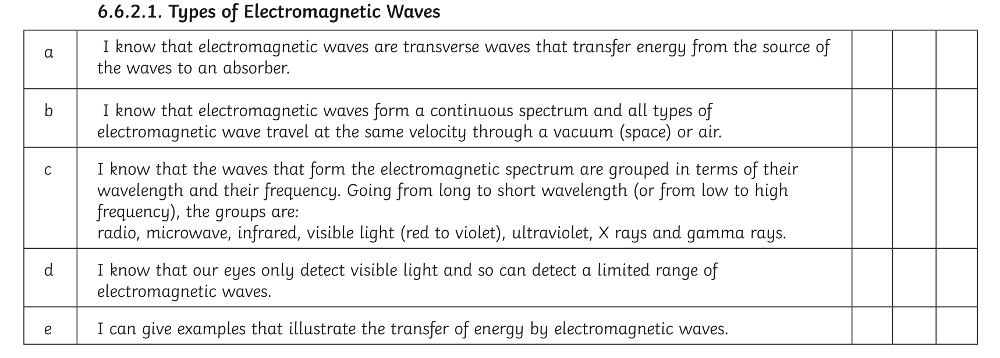 6.6.2.1. Types of Electromagnetic Waves
a
I know that electromagnetic waves are transverse waves that transfer energy from the source of
the waves to an absorber.
b
I know that electromagnetic waves form a continuous spectrum and all types of
electromagnetic wave travel at the same velocity through a vacuum (space) or air.
c
I know that the waves that form the electromagnetic spectrum are grouped in terms of their
wavelength and their frequency. Going from long to short wavelength (or from low to high
frequency), the groups are:
radio, microwave, infrared, visible light (red to violet), ultraviolet, X rays and gamma rays.
d
I know that our eyes only detect visible light and so can detect a limited range of
electromagnetic waves.
e
I can give examples that illustrate the transfer of energy by electromagnetic waves.